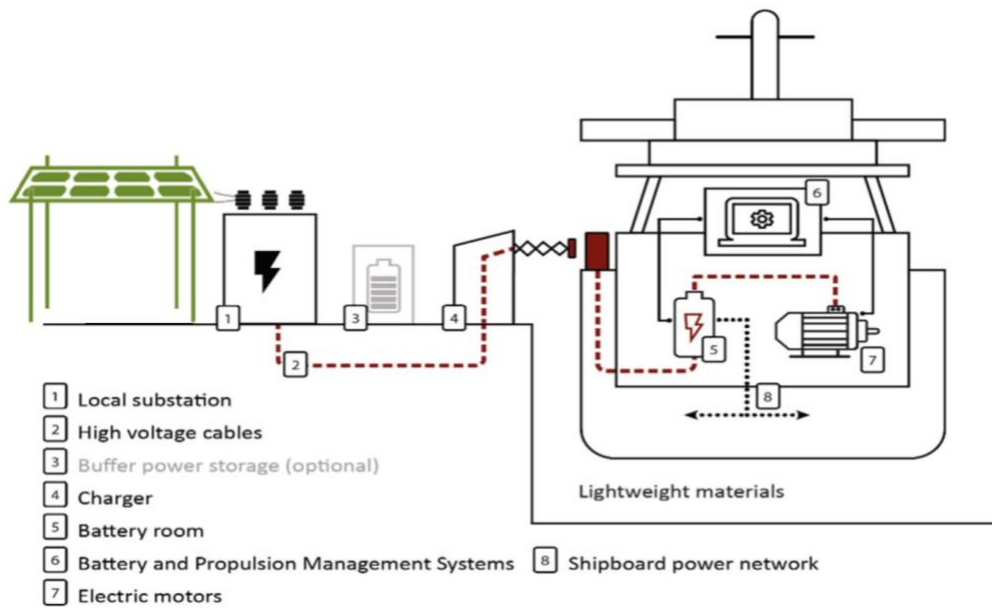 6
1
3
4
2
5
7
8
1 Local substation
2 High voltage cables
3 Buffer power storage (optional)
4 Charger
5 Battery room
6 Battery and Propulsion Management Systems
7 Electric motors
Lightweight materials
8 Shipboard power network